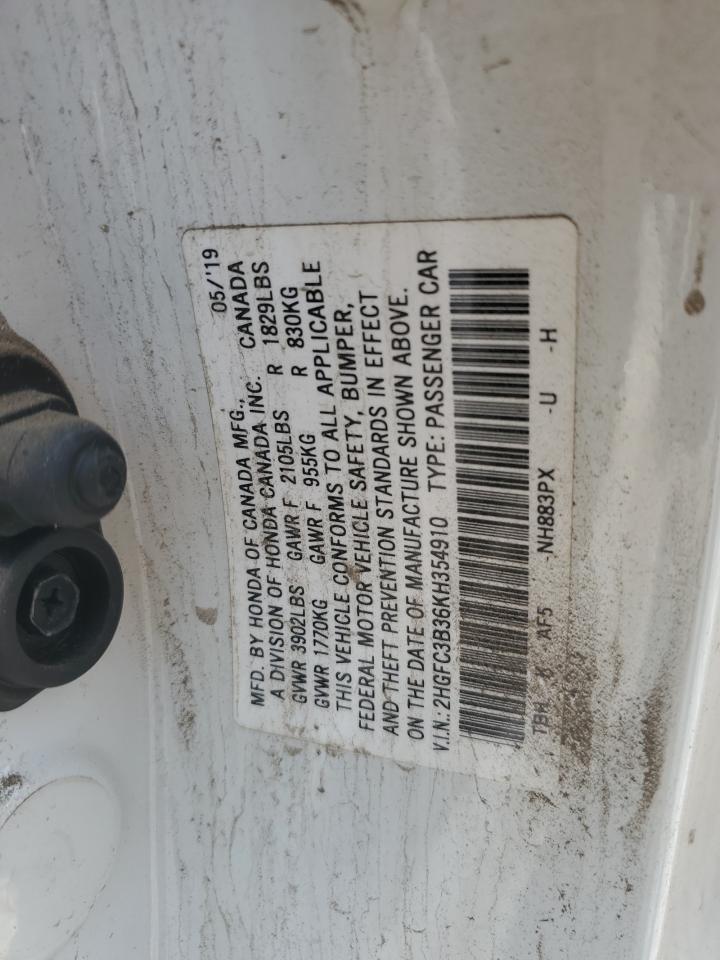 05/'19
MFD. BY HONDA OF CANADA MFG., CANADA
A DIVISION OF HONDA CANADA INC.
GVWR 3902LBS GAWR F 2105LBS R 1829LBS
GVWR 1770KG GAWR F 955KG R 830KG
THIS VEHICLE CONFORMS TO ALL APPLICABLE
FEDERAL MOTOR VEHICLE SAFETY, BUMPER,
AND THEFT PREVENTION STANDARDS IN EFFECT
ON THE DATE OF MANUFACTURE SHOWN ABOVE.
V.I.N.: 2HGFC3B36KH354910 TYPE: PASSENGER CAR
AF5 -NH883PX -U -H